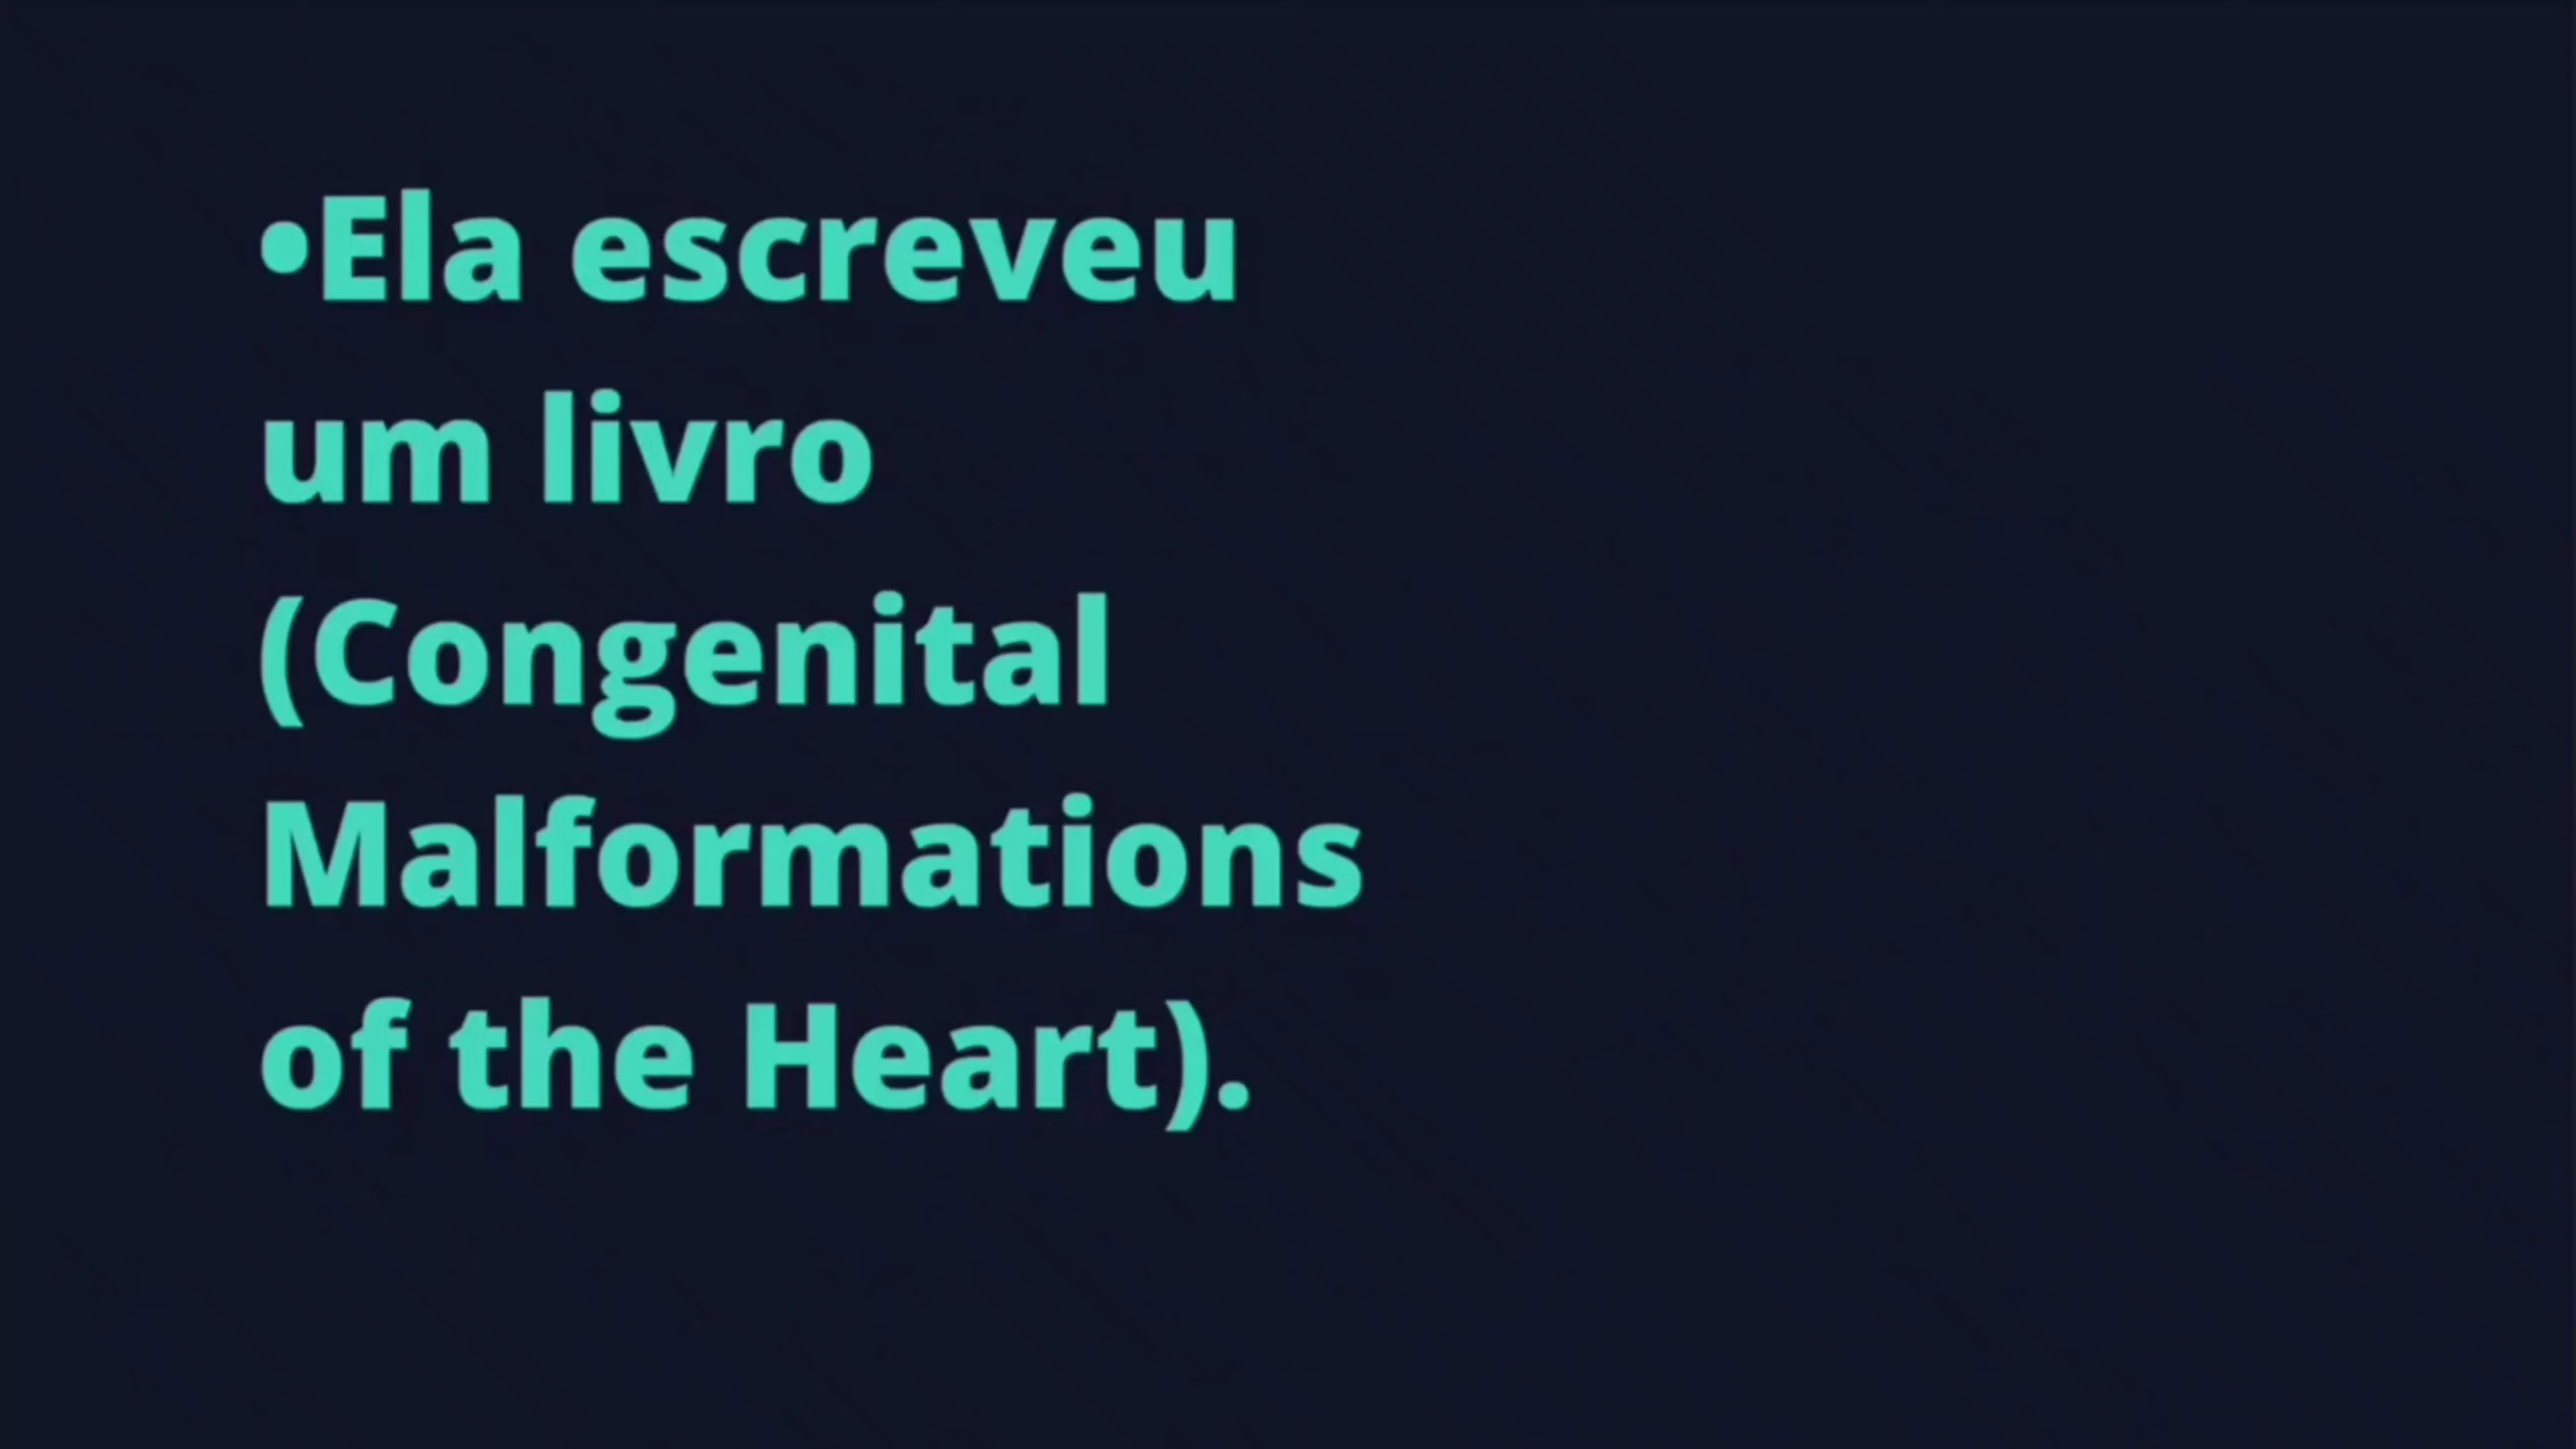 •Ela escreveu
um livro
(Congenital
Malformations
of the Heart).